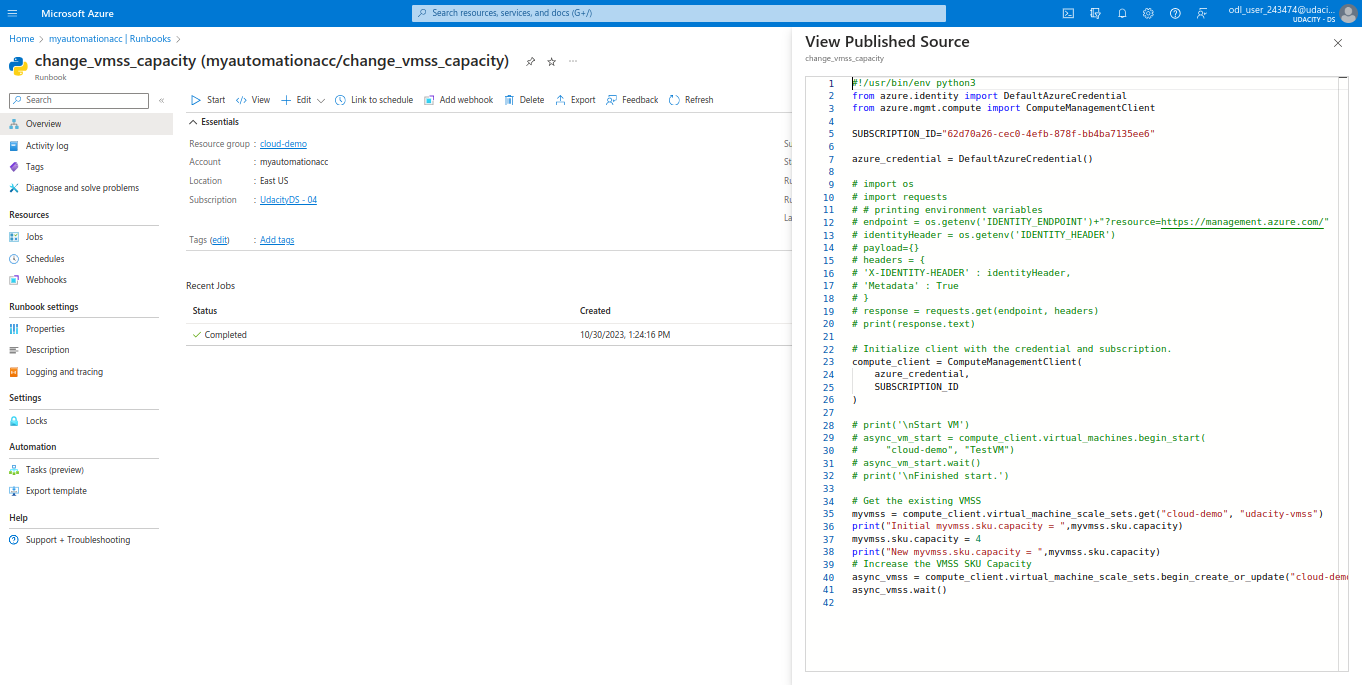 Microsoft Azure
Search resources, services, and docs (G+/)
odl_user_243474@udaci...
UDACITY - DS
Home > myautomationacc | Runbooks >
change_vmss_capacity (myautomationacc/change_vmss_capacity)
...
Runbook
Search
«
Overview
Activity log
Tags
Diagnose and solve problems
Resources
Jobs
Schedules
Webhooks
Runbook settings
Properties
Description
Logging and tracing
Settings
Locks
Automation
Tasks (preview)
Export template
Help
Support + Troubleshooting
Start View Edit Link to schedule Add webhook Delete Export Feedback Refresh
Essentials
Resource group : cloud-demo
Account : myautomationacc
Location : East US
Subscription : UdacityDS - 04
Tags (edit) : Add tags
Su
St
Ru
Ru
La
Recent Jobs
Status Created
Completed 10/30/2023, 1:24:16 PM
View Published Source
change_vmss_capacity
1 #!/usr/bin/env python3
2 from azure.identity import DefaultAzureCredential
3 from azure.mgmt.compute import ComputeManagementClient
4
5 SUBSCRIPTION_ID="62d70a26-cec0-4efb-878f-bb4ba7135ee6"
6
7 azure_credential = DefaultAzureCredential()
8
9 # import os
10 # import requests
11 # # printing environment variables
12 # endpoint = os.getenv('IDENTITY_ENDPOINT')+"?resource=https://management.azure.com/"
13 # identityHeader = os.getenv('IDENTITY_HEADER')
14 # payload={}
15 # headers = {
16 # 'X-IDENTITY-HEADER' : identityHeader,
17 # 'Metadata' : True
18 # }
19 # response = requests.get(endpoint, headers)
20 # print(response.text)
21
22 # Initialize client with the credential and subscription.
23 compute_client = ComputeManagementClient(
24 azure_credential,
25 SUBSCRIPTION_ID
26 )
27
28 # print('\nStart VM')
29 # async_vm_start = compute_client.virtual_machines.begin_start(
30 # "cloud-demo", "TestVM")
31 # async_vm_start.wait()
32 # print('\nFinished start.')
33
34 # Get the existing VMSS
35 myvmss = compute_client.virtual_machine_scale_sets.get("cloud-demo", "udacity-vmss")
36 print("Initial myvmss.sku.capacity = ",myvmss.sku.capacity)
37 myvmss.sku.capacity = 4
38 print("New myvmss.sku.capacity = ",myvmss.sku.capacity)
39 # Increase the VMSS SKU Capacity
40 async_vmss = compute_client.virtual_machine_scale_sets.begin_create_or_update("cloud-demo
41 async_vmss.wait()
42